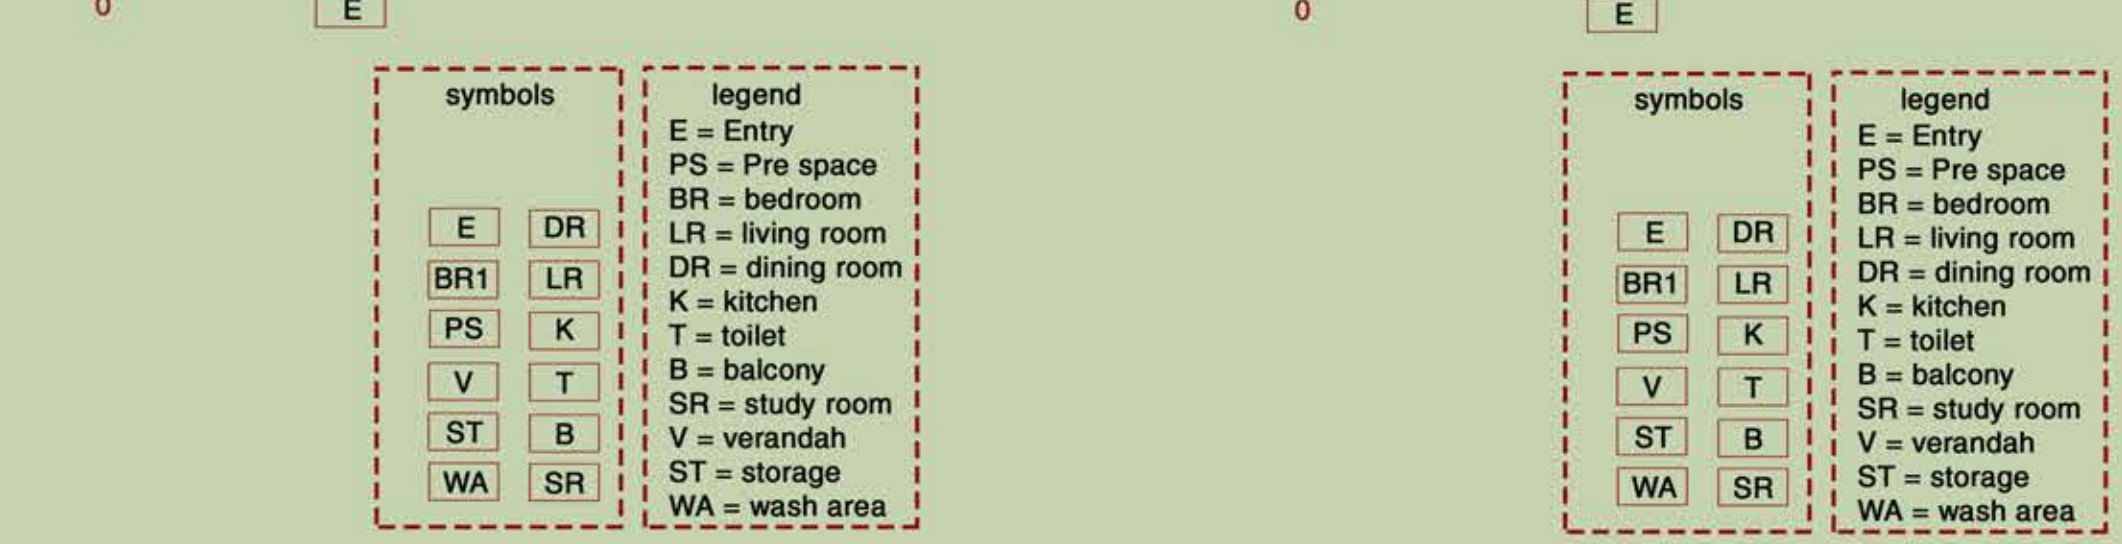 0
E
symbols
E DR
BR1 LR
PS K
V T
ST B
WA SR
legend
E = Entry
PS = Pre space
BR = bedroom
LR = living room
DR = dining room
K = kitchen
T = toilet
B = balcony
SR = study room
V = verandah
ST = storage
WA = wash area
0
E
symbols
E DR
BR1 LR
PS K
V T
ST B
WA SR
legend
E = Entry
PS = Pre space
BR = bedroom
LR = living room
DR = dining room
K = kitchen
T = toilet
B = balcony
SR = study room
V = verandah
ST = storage
WA = wash area